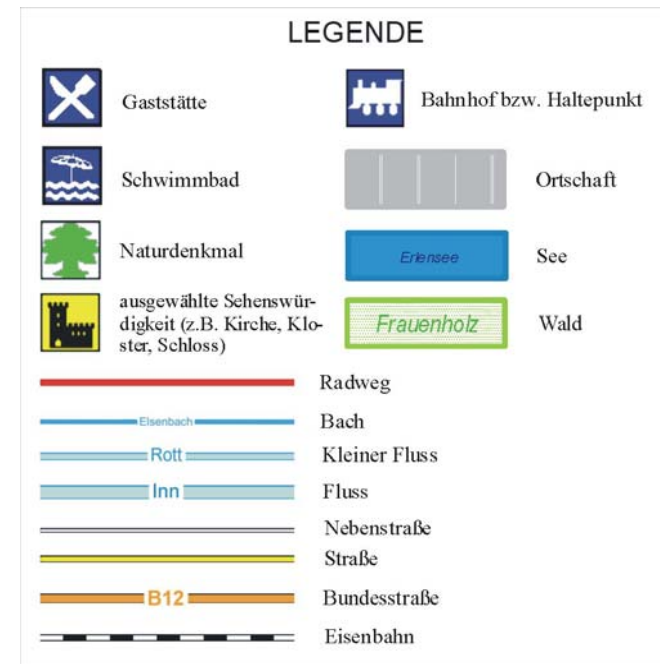 LEGENDE
Gaststätte
Bahnhof bzw. Haltepunkt
Schwimmbad
Ortschaft
Naturdenkmal
Erlensee
See
ausgewählte Sehenswür-
digkeit (z.B. Kirche, Klo-
ster, Schloss)
Frauenholz
Wald
Radweg
Elsenbach
Bach
Rott
Kleiner Fluss
Inn
Fluss
Nebenstraße
Straße
B12
Bundesstraße
Eisenbahn